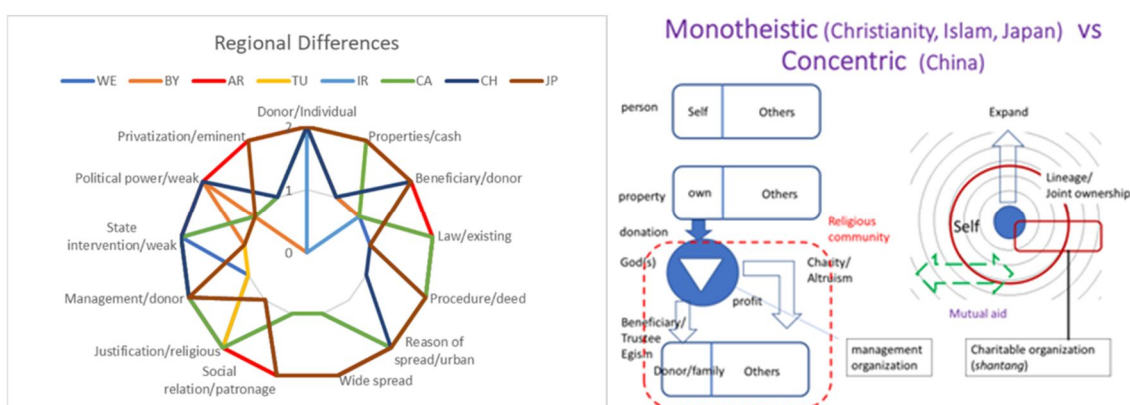 Regional Differences
WE BY AR TU IR CA CH JP
Donor/Individual
2
Privatization/eminent
Properties/cash
Political power/weak
1
Beneficiary/donor
State
intervention/weak
0
Law/existing
Management/donor
Procedure/deed
Justification/religious
Reason of
spread/urban
Social
relation/patronage
Wide spread
Monotheistic (Christianity, Islam, Japan) vs
Concentric (China)
person
Self
Others
property
own
Others
donation
Religious
community
God(s)
Charity/
Altruism
profit
Beneficiary/
Trustee
Egism
Donor/family
Others
management
organization
Expand
Lineage/
Joint ownership
Self
Mutual aid
Charitable organization
(shantang)